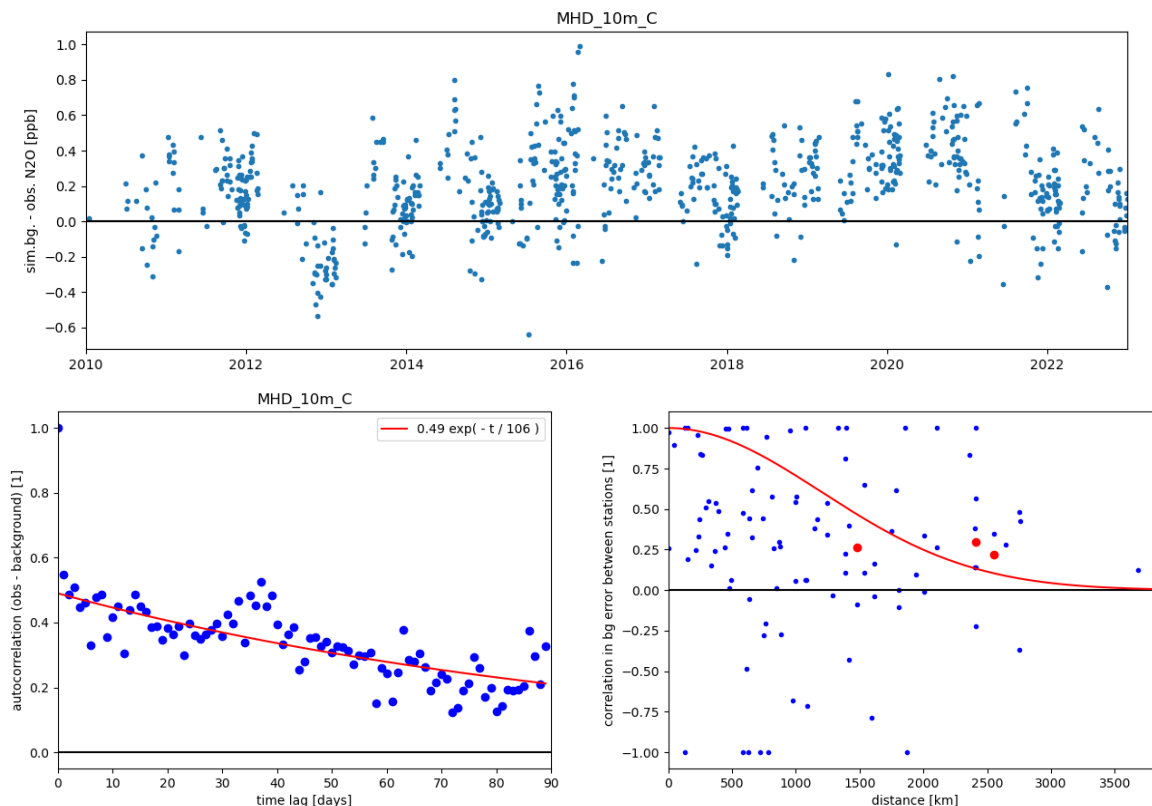 MHD_10m_C
sim.bg. - obs. N2O [ppb]
1.0
0.8
0.6
0.4
0.2
0.0
−0.2
−0.4
−0.6
2010 2012 2014 2016 2018 2020 2022
MHD_10m_C
autocorrelation (obs - background) [1]
1.0
0.8
0.6
0.4
0.2
0.0
0.49 exp( - t / 106 )
0 10 20 30 40 50 60 70 80 90
time lag [days]
correlation in bg error between stations [1]
1.00
0.75
0.50
0.25
0.00
−0.25
−0.50
−0.75
−1.00
0 500 1000 1500 2000 2500 3000 3500
distance [km]